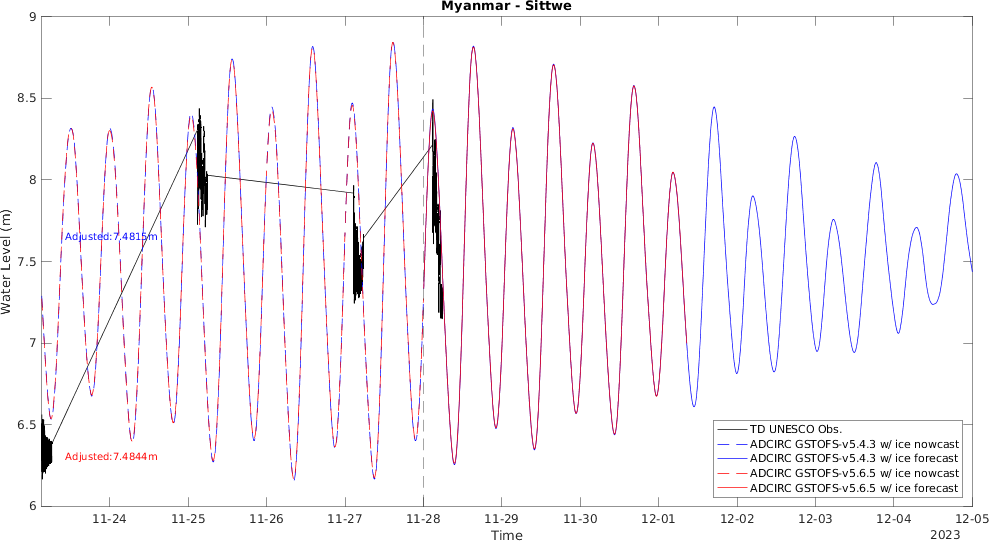 Myanmar - Sittwe
9
8.5
8
7.5
7
6.5
6
Water Level (m)
Adjusted:7.4815m
Adjusted:7.4844m
TD UNESCO Obs.
ADCIRC GSTOFS-v5.4.3 w/ ice nowcast
ADCIRC GSTOFS-v5.4.3 w/ ice forecast
ADCIRC GSTOFS-v5.6.5 w/ ice nowcast
ADCIRC GSTOFS-v5.6.5 w/ ice forecast
11-24 11-25 11-26 11-27 11-28 11-29 11-30 12-01 12-02 12-03 12-04 12-05
Time
2023